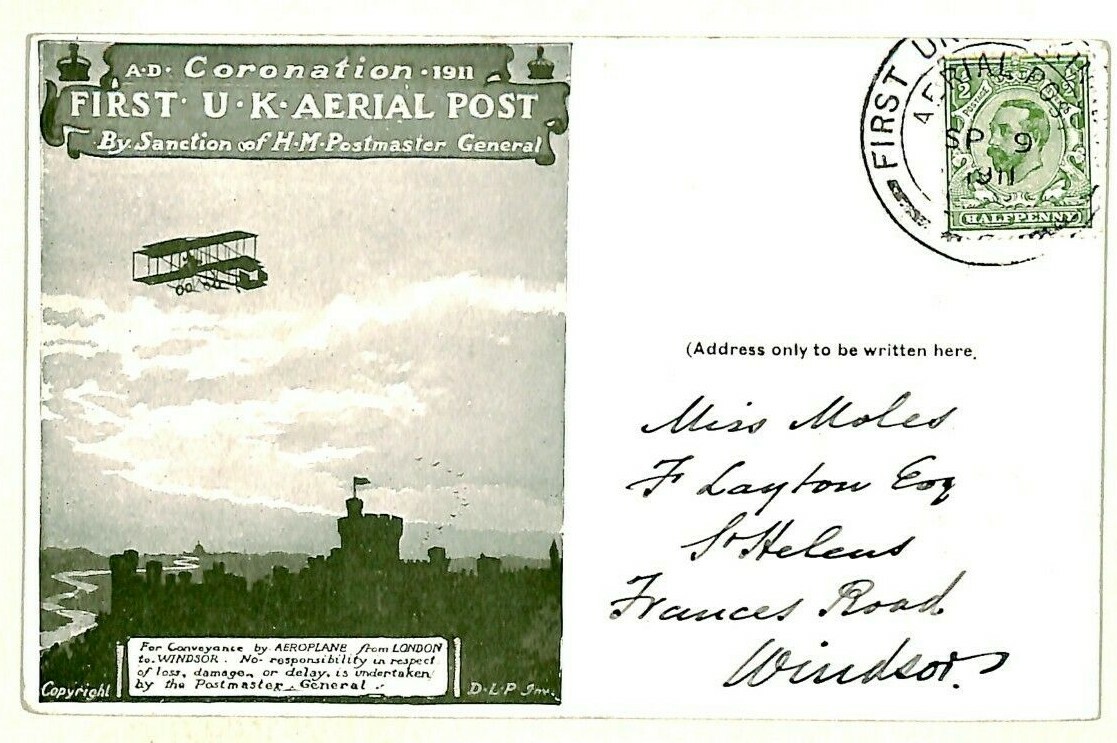 A·D· Coronation · 1911
FIRST U·K·AERIAL POST
By Sanction of H·M·Postmaster General
FIRST
AERIAL POST
SP 9
1911
POSTAGE
HALFPENNY
(Address only to be written here.
Miss Moles
F Layton Esq
St Helens
Frances Road
Windsor.
For Conveyance by AEROPLANE from LONDON
to WINDSOR. No responsibility in respect
of loss, damage, or delay, is undertaken
by the Postmaster General.
Copyright
D·L·P Inv.